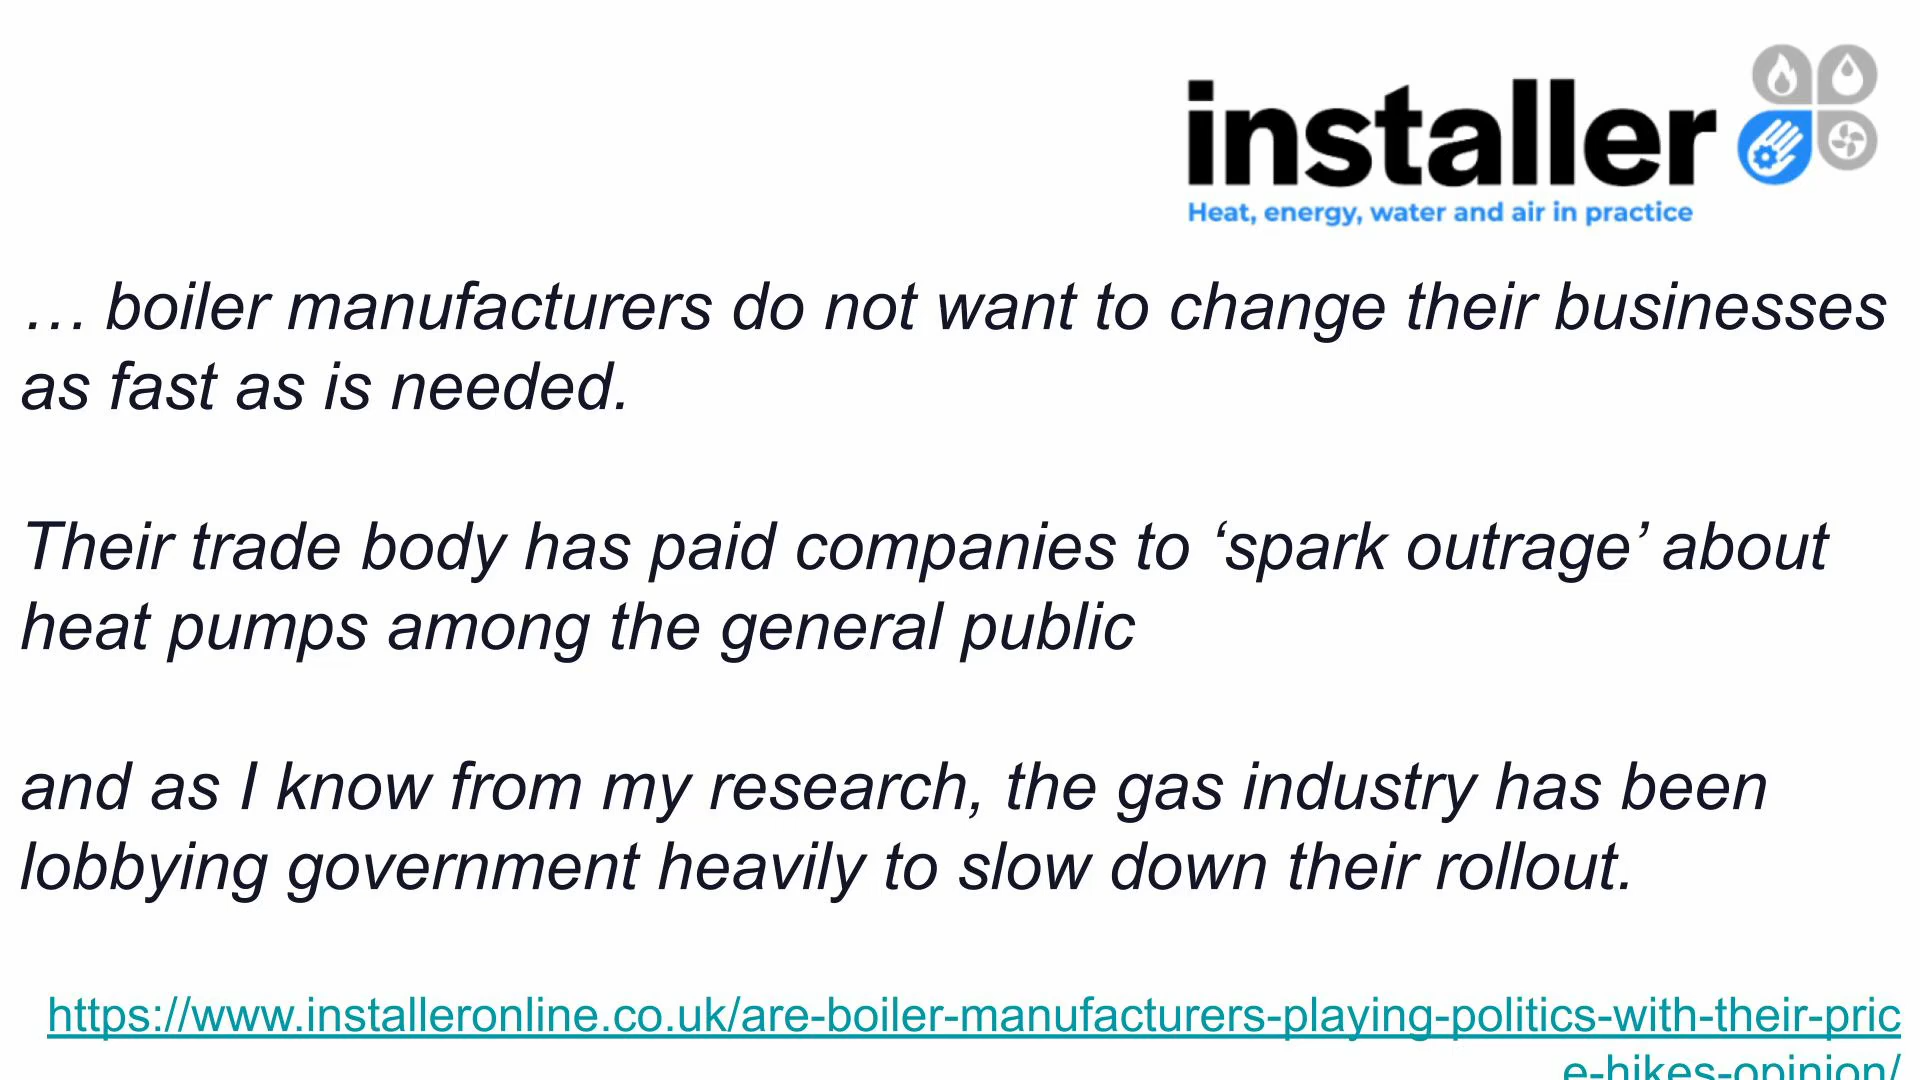 installer
Heat, energy, water and air in practice
… boiler manufacturers do not want to change their businesses
as fast as is needed.
Their trade body has paid companies to ‘spark outrage’ about
heat pumps among the general public
and as I know from my research, the gas industry has been
lobbying government heavily to slow down their rollout.
https://www.installeronline.co.uk/are-boiler-manufacturers-playing-politics-with-their-pric
e-hikes-opinion/